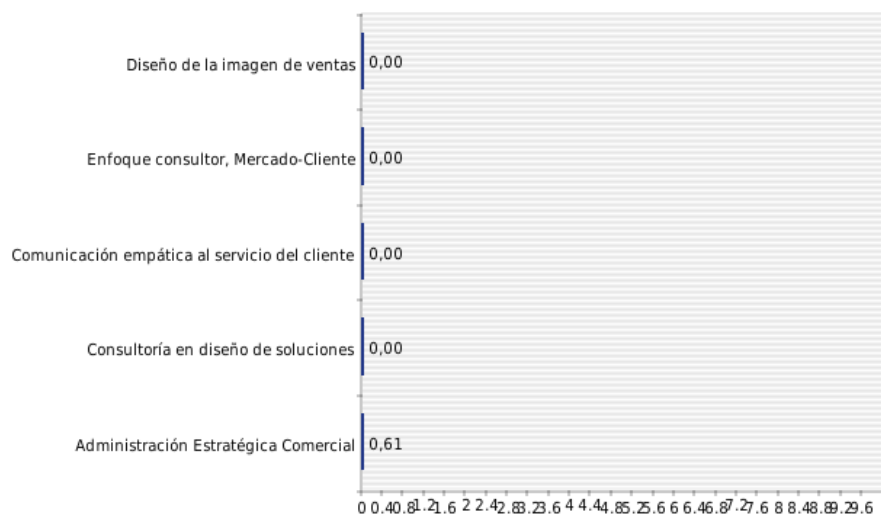 Diseño de la imagen de ventas 0,00
Enfoque consultor, Mercado-Cliente 0,00
Comunicación empática al servicio del cliente 0,00
Consultoría en diseño de soluciones 0,00
Administración Estratégica Comercial 0,61
0 0.4 0.8 1.2 1.6 2 2.4 2.8 3.2 3.6 4 4.4 4.8 5.2 5.6 6 6.4 6.8 7.2 7.6 8 8.4 8.8 9.2 9.6